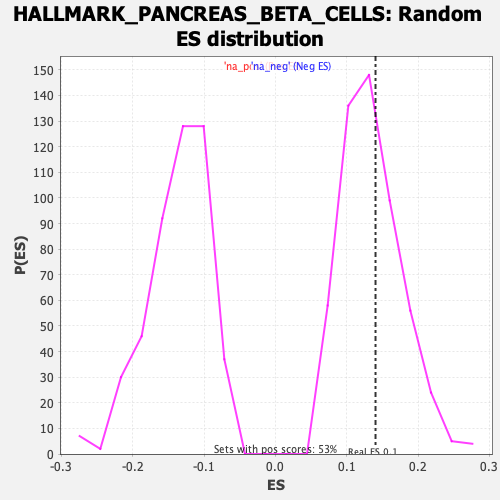 HALLMARK_PANCREAS_BETA_CELLS: Random
ES distribution
'na_p 'na_neg' (Neg ES)
150
140
130
120
110
100
90
80
70
60
50
40
30
20
10
0
P(ES)
Sets with pos scores: 53%
Real ES 0.1
-0.3 -0.2 -0.1 0.0 0.1 0.2 0.3
ES